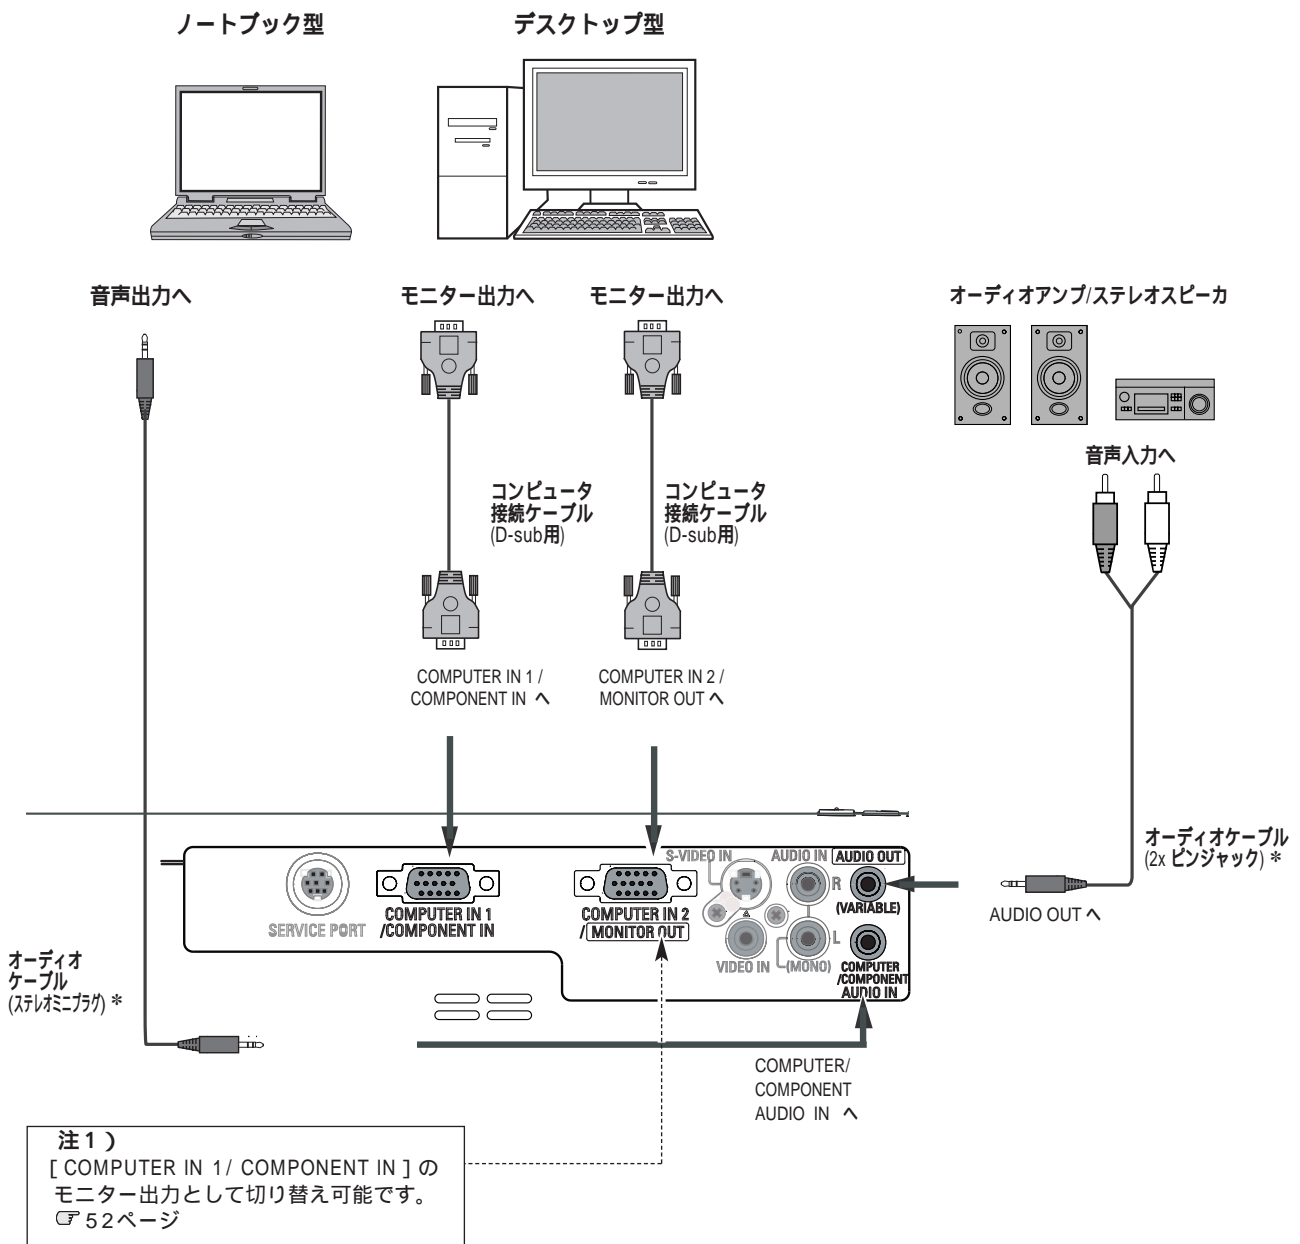 ノートブック型
デスクトップ型
音声出力へ
モニター出力へ
モニター出力へ
オーディオアンプ/ステレオスピーカ
音声入力へ
コンピュータ
接続ケーブル
(D-sub用)
コンピュータ
接続ケーブル
(D-sub用)
COMPUTER IN 1 /
COMPONENT IN へ
COMPUTER IN 2 /
MONITOR OUT へ
オーディオケーブル
(2x ピンジャック) *
AUDIO OUT へ
S-VIDEO IN
AUDIO IN
AUDIO OUT
R
(VARIABLE)
SERVICE PORT
COMPUTER IN 1
/COMPONENT IN
COMPUTER IN 2
/ MONITOR OUT
VIDEO IN
L
(MONO)
COMPUTER
/COMPONENT
AUDIO IN
オーディオ
ケーブル
(ステレオミニプラグ) *
COMPUTER/
COMPONENT
AUDIO IN へ
注1）
[ COMPUTER IN 1/ COMPONENT IN ] の
モニター出力として切り替え可能です。
☞ 52ページ